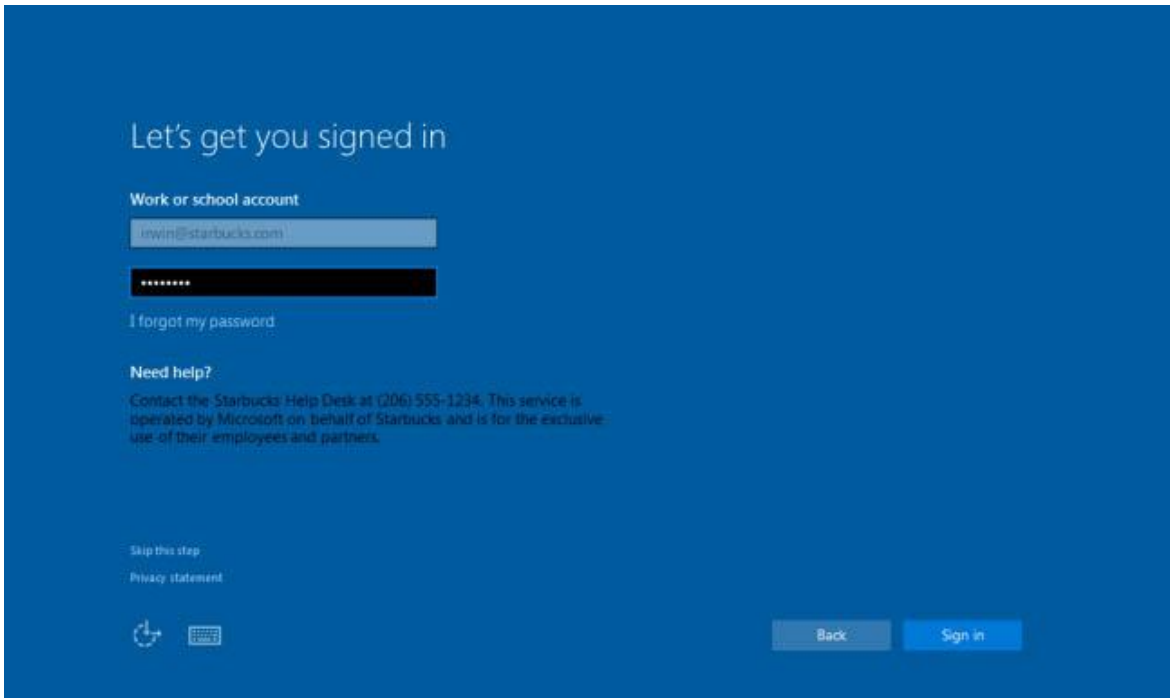 Let's get you signed in
Work or school account
irwin@starbucks.com
••••••••
I forgot my password
Need help?
Contact the Starbucks Help Desk at (206) 555-1234. This service is
operated by Microsoft on behalf of Starbucks and is for the exclusive
use of their employees and partners.
Skip this step
Privacy statement
Back
Sign in